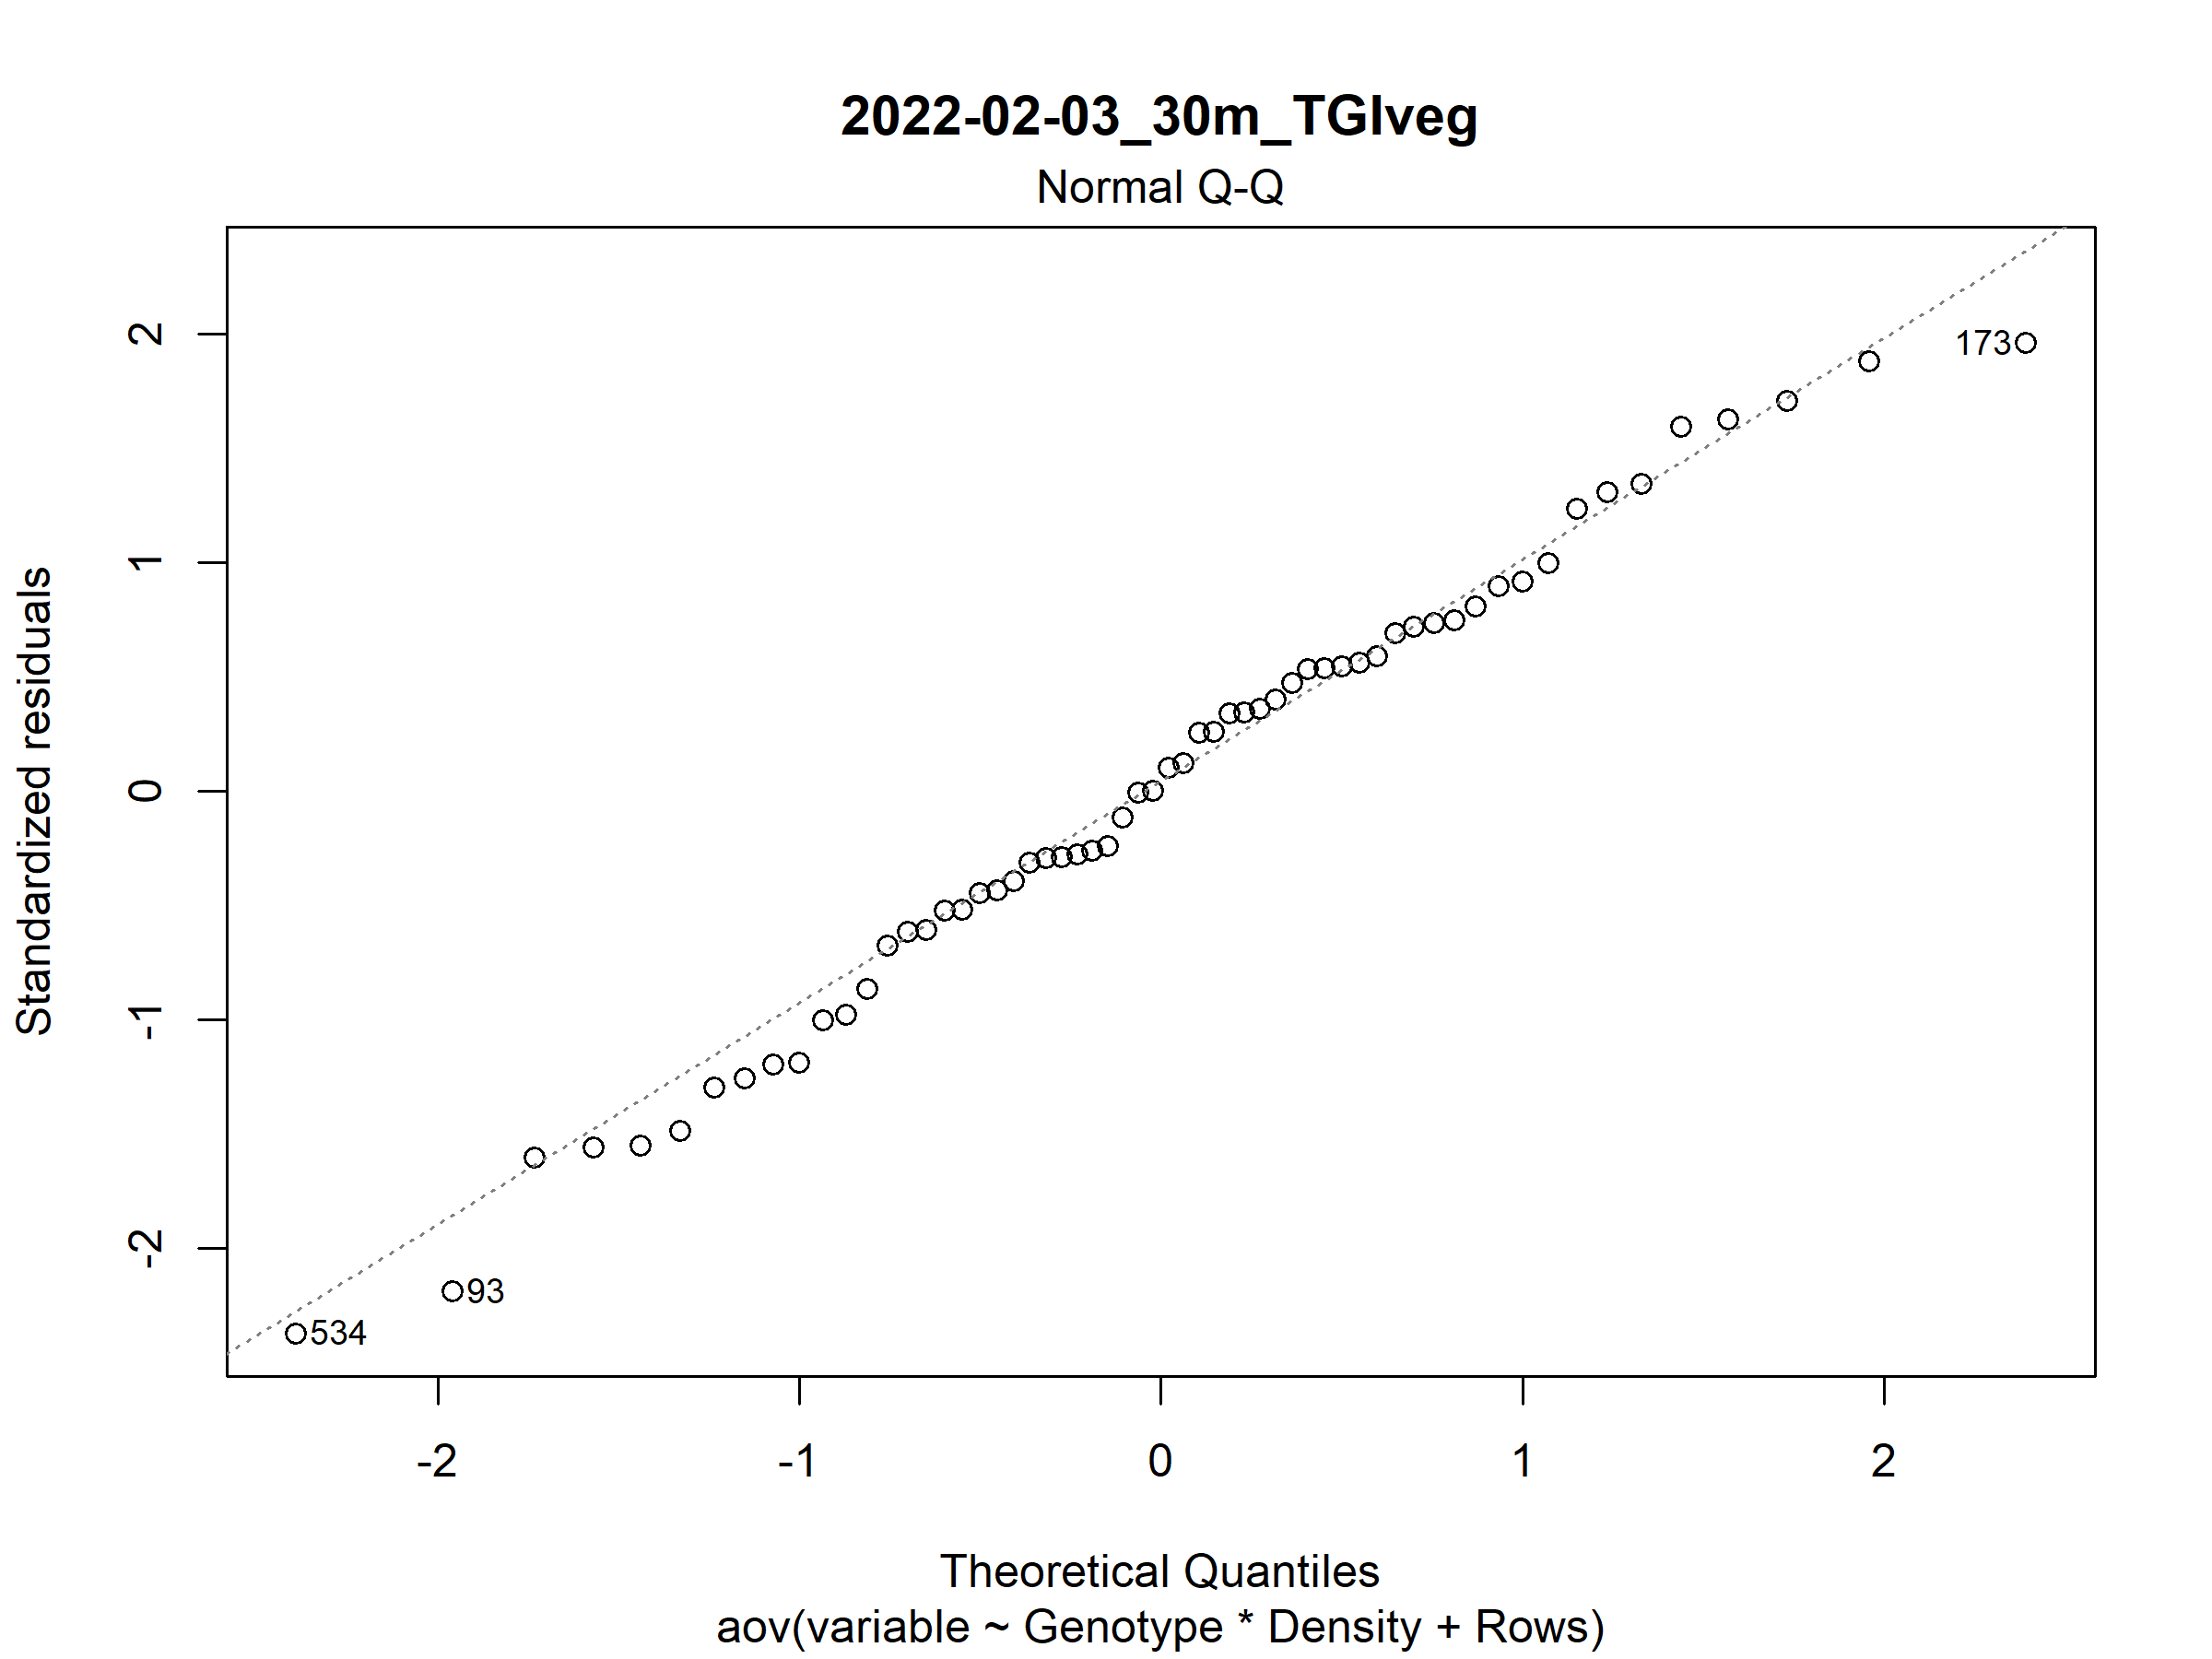 2022-02-03_30m_TGIveg
Normal Q-Q
Standardized residuals
2
1
0
-1
-2
173
93
534
-2
-1
0
1
2
Theoretical Quantiles
aov(variable ~ Genotype * Density + Rows)